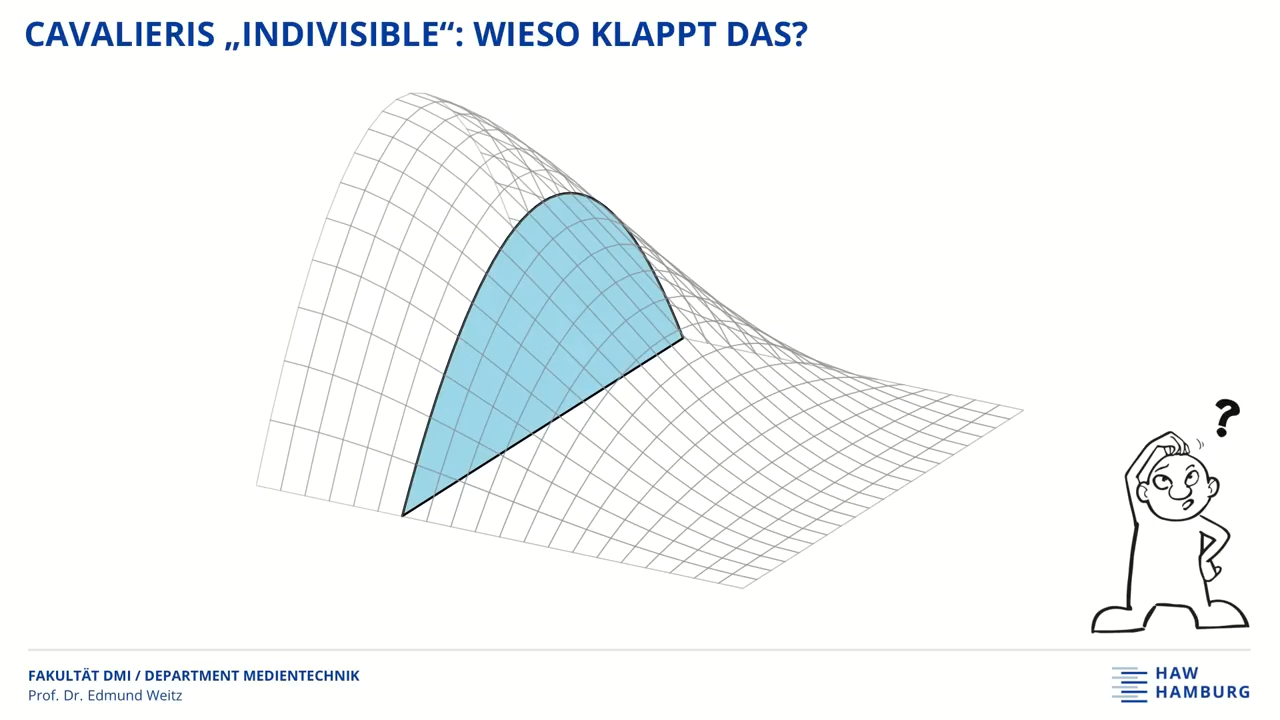 CAVALIERIS „INDIVISIBLE“: WIESO KLAPPT DAS?
?
FAKULTÄT DMI / DEPARTMENT MEDIENTECHNIK
Prof. Dr. Edmund Weitz
HAW
HAMBURG